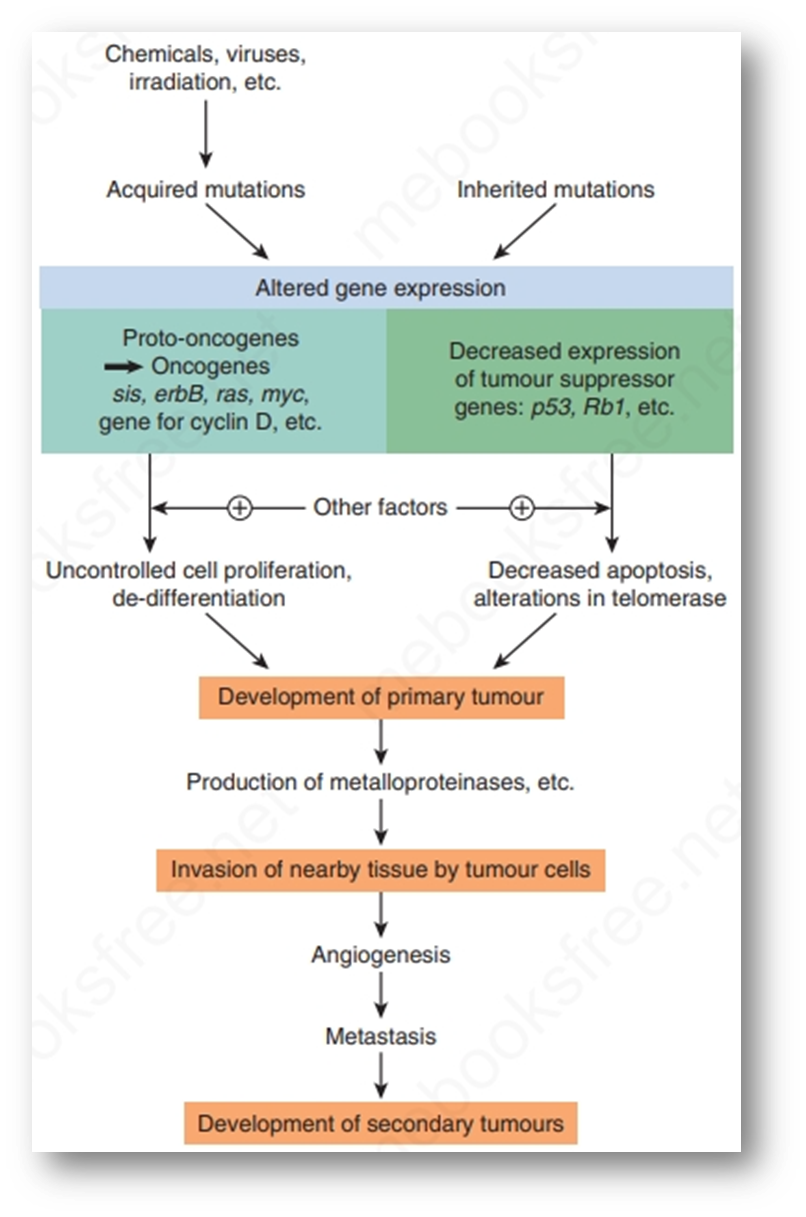 Chemicals, viruses,
irradiation, etc.
Acquired mutations
Inherited mutations
Altered gene expression
Proto-oncogenes
Oncogenes
sis, erbB, ras, myc,
gene for cyclin D, etc.
Decreased expression
of tumour suppressor
genes: p53, Rb1, etc.
+ Other factors +
Uncontrolled cell proliferation,
de-differentiation
Decreased apoptosis,
alterations in telomerase
Development of primary tumour
Production of metalloproteinases, etc.
Invasion of nearby tissue by tumour cells
Angiogenesis
Metastasis
Development of secondary tumours
mebooksfree.net